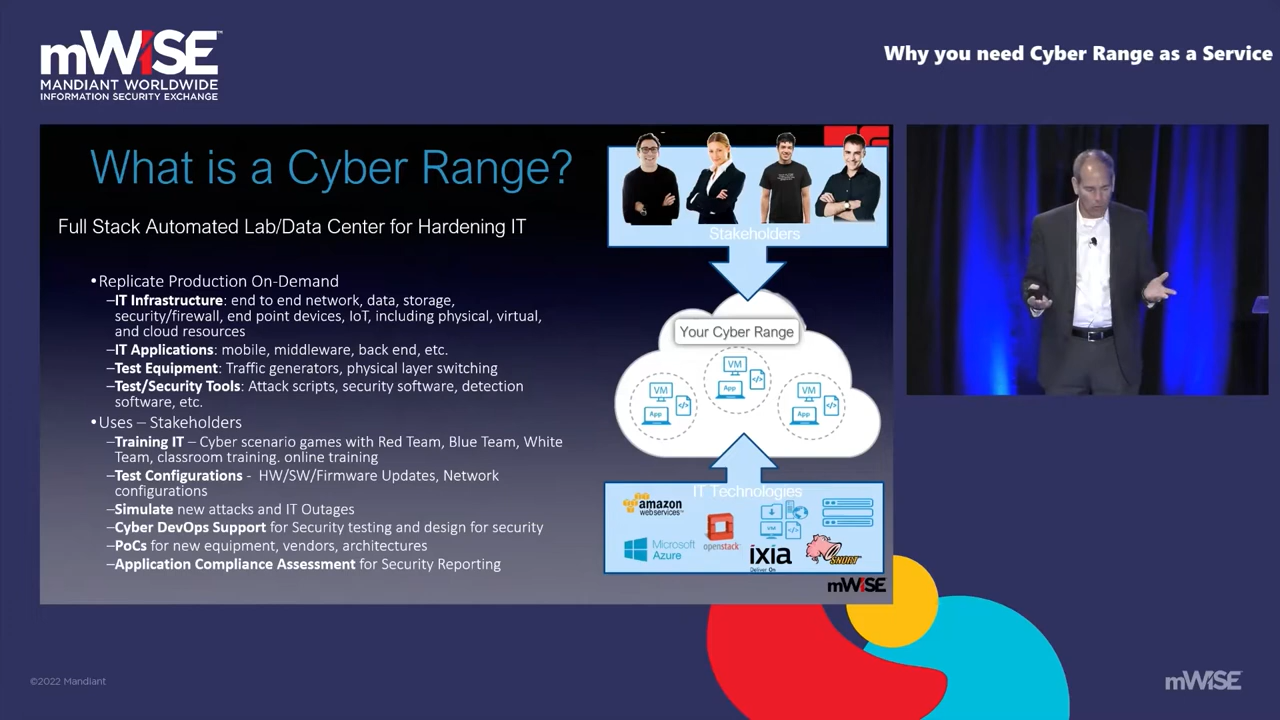 mWISE™
MANDIANT WORLDWIDE
INFORMATION SECURITY EXCHANGE
Why you need Cyber Range as a Service
What is a Cyber Range?
Full Stack Automated Lab/Data Center for Hardening IT
•Replicate Production On-Demand
–IT Infrastructure: end to end network, data, storage,
security/firewall, end point devices, IoT, including physical, virtual,
and cloud resources
–IT Applications: mobile, middleware, back end, etc.
–Test Equipment: Traffic generators, physical layer switching
–Test/Security Tools: Attack scripts, security software, detection
software, etc.
•Uses – Stakeholders
–Training IT – Cyber scenario games with Red Team, Blue Team, White
Team, classroom training. online training
–Test Configurations - HW/SW/Firmware Updates, Network
configurations
–Simulate new attacks and IT Outages
–Cyber DevOps Support for Security testing and design for security
–PoCs for new equipment, vendors, architectures
–Application Compliance Assessment for Security Reporting
Stakeholders
Your Cyber Range
VM
App
</>
VM
App
</>
VM
App
</>
IT Technologies
amazon
webservices™
Microsoft
Azure
openstack
VM
</>
ixia
Deliver On
SNORT
mWISE
©2022 Mandiant
mWISE